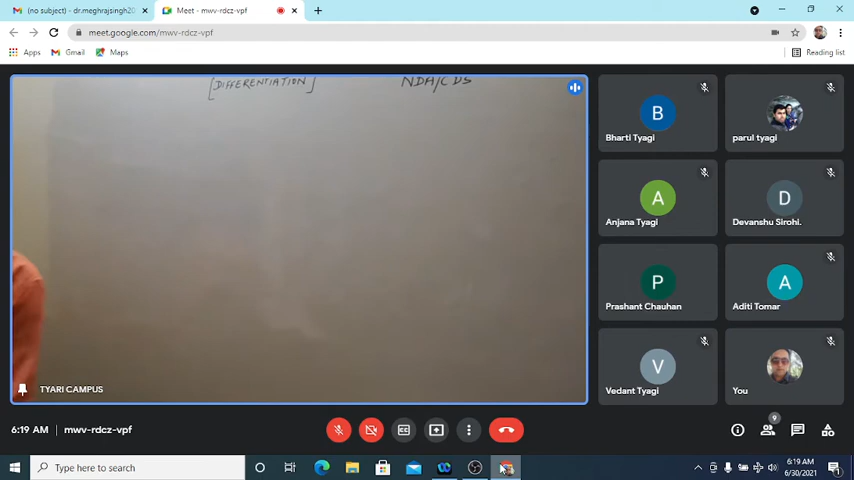 (no subject) - dr.meghrajsingh20
Meet - mwv-rdcz-vpf
meet.google.com/mwv-rdcz-vpf
Apps
Gmail
Maps
Reading list
[DIFFERENTIATION]
NDA/CDS
B
Bharti Tyagi
parul tyagi
A
Anjana Tyagi
D
Devanshu Sirohi.
P
Prashant Chauhan
A
Aditi Tomar
V
Vedant Tyagi
You
TYARI CAMPUS
6:19 AM
mwv-rdcz-vpf
9
Type here to search
6:19 AM
6/30/2021
1